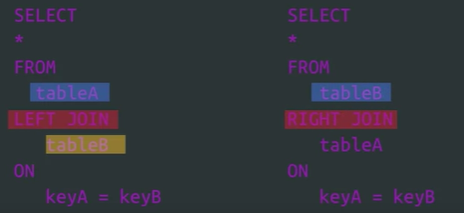 SELECT
*
FROM
tableA
LEFT JOIN
tableB
ON
keyA = keyB
SELECT
*
FROM
tableB
RIGHT JOIN
tableA
ON
keyA = keyB